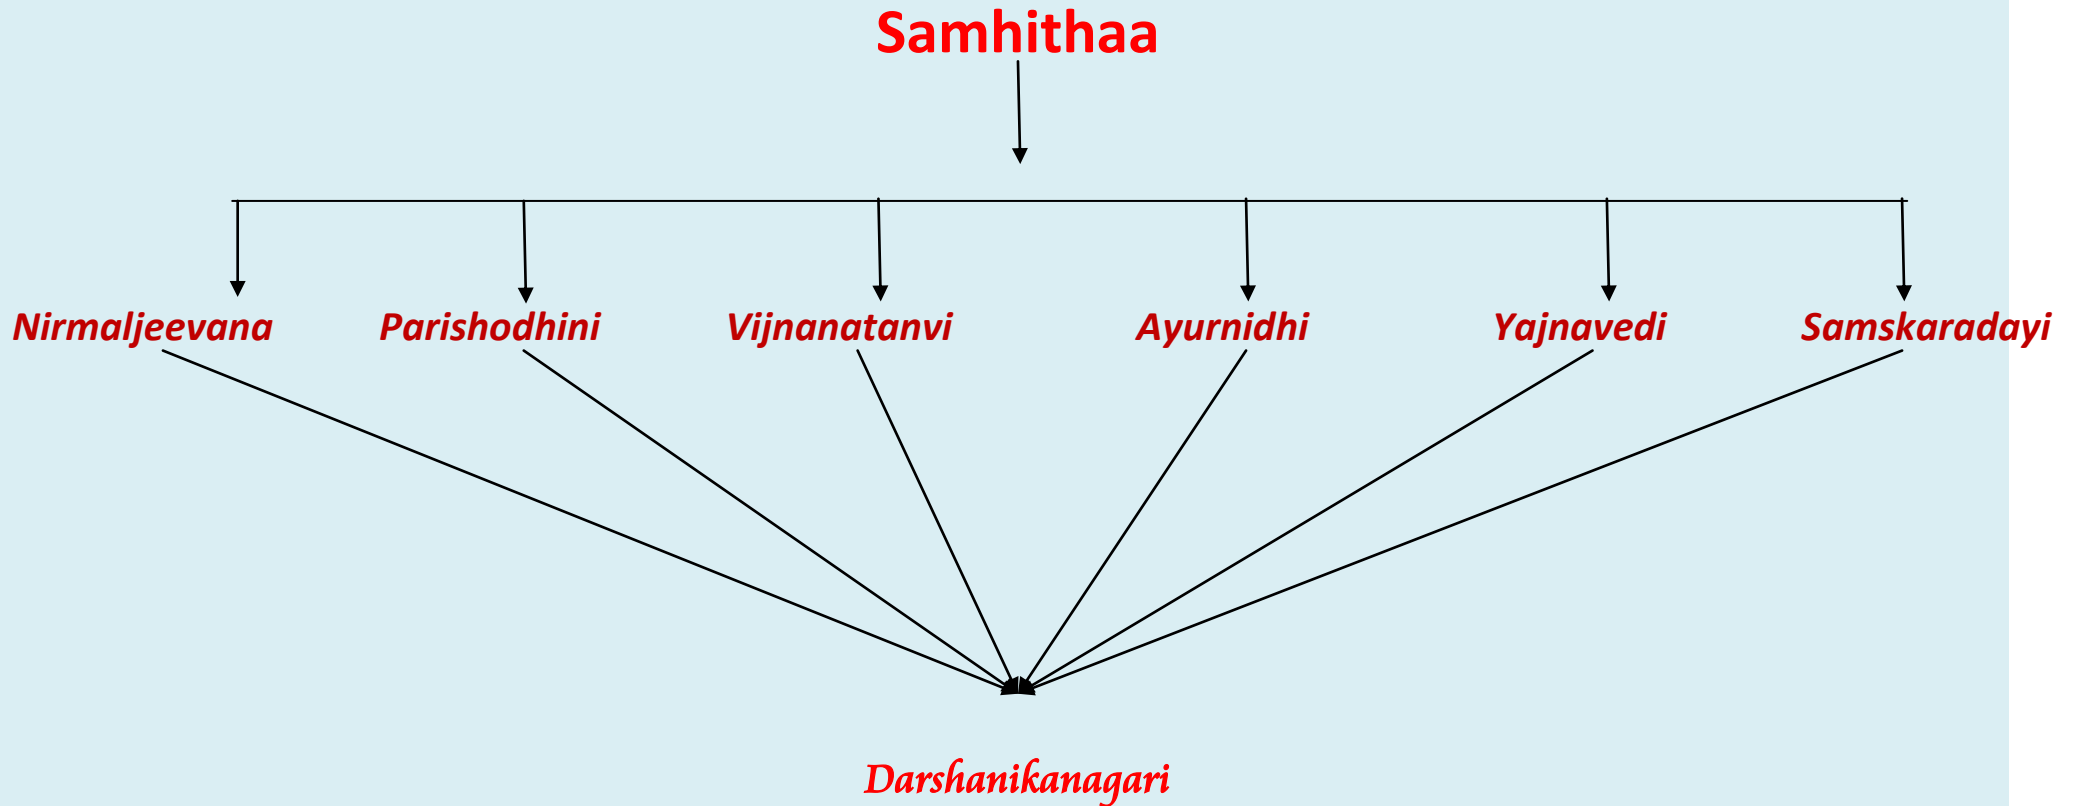 Samhithaa
Nirmaljeevana Parishodhini Vijnanatanvi Ayurnidhi Yajnavedi Samskaradayi
Darshanikanagari